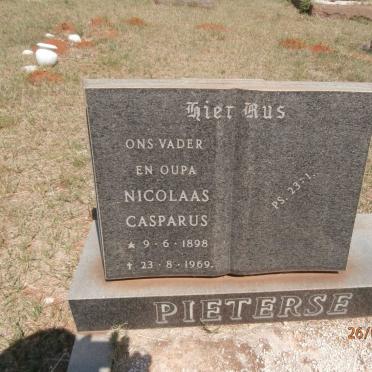 Hier Rus
ONS VADER
EN OUPA
NICOLAAS
CASPARUS
★ 9·6·1898
✝ 23·8·1969.
PS. 23:1.
PIETERSE
26/